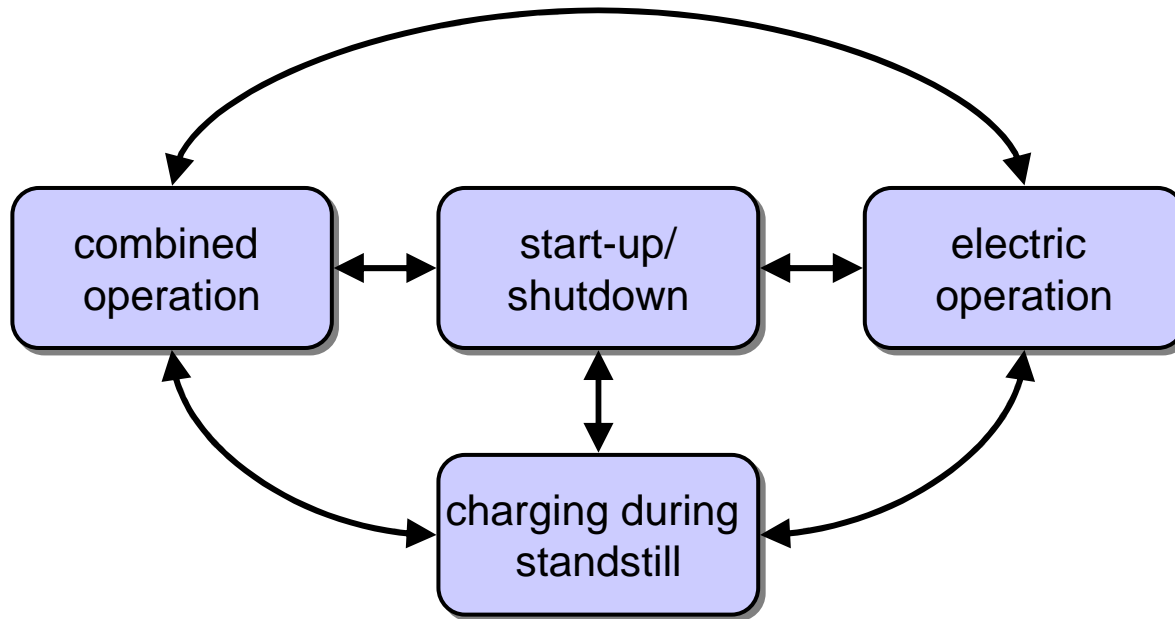 combined
operation
start-up/
shutdown
electric
operation
charging during
standstill